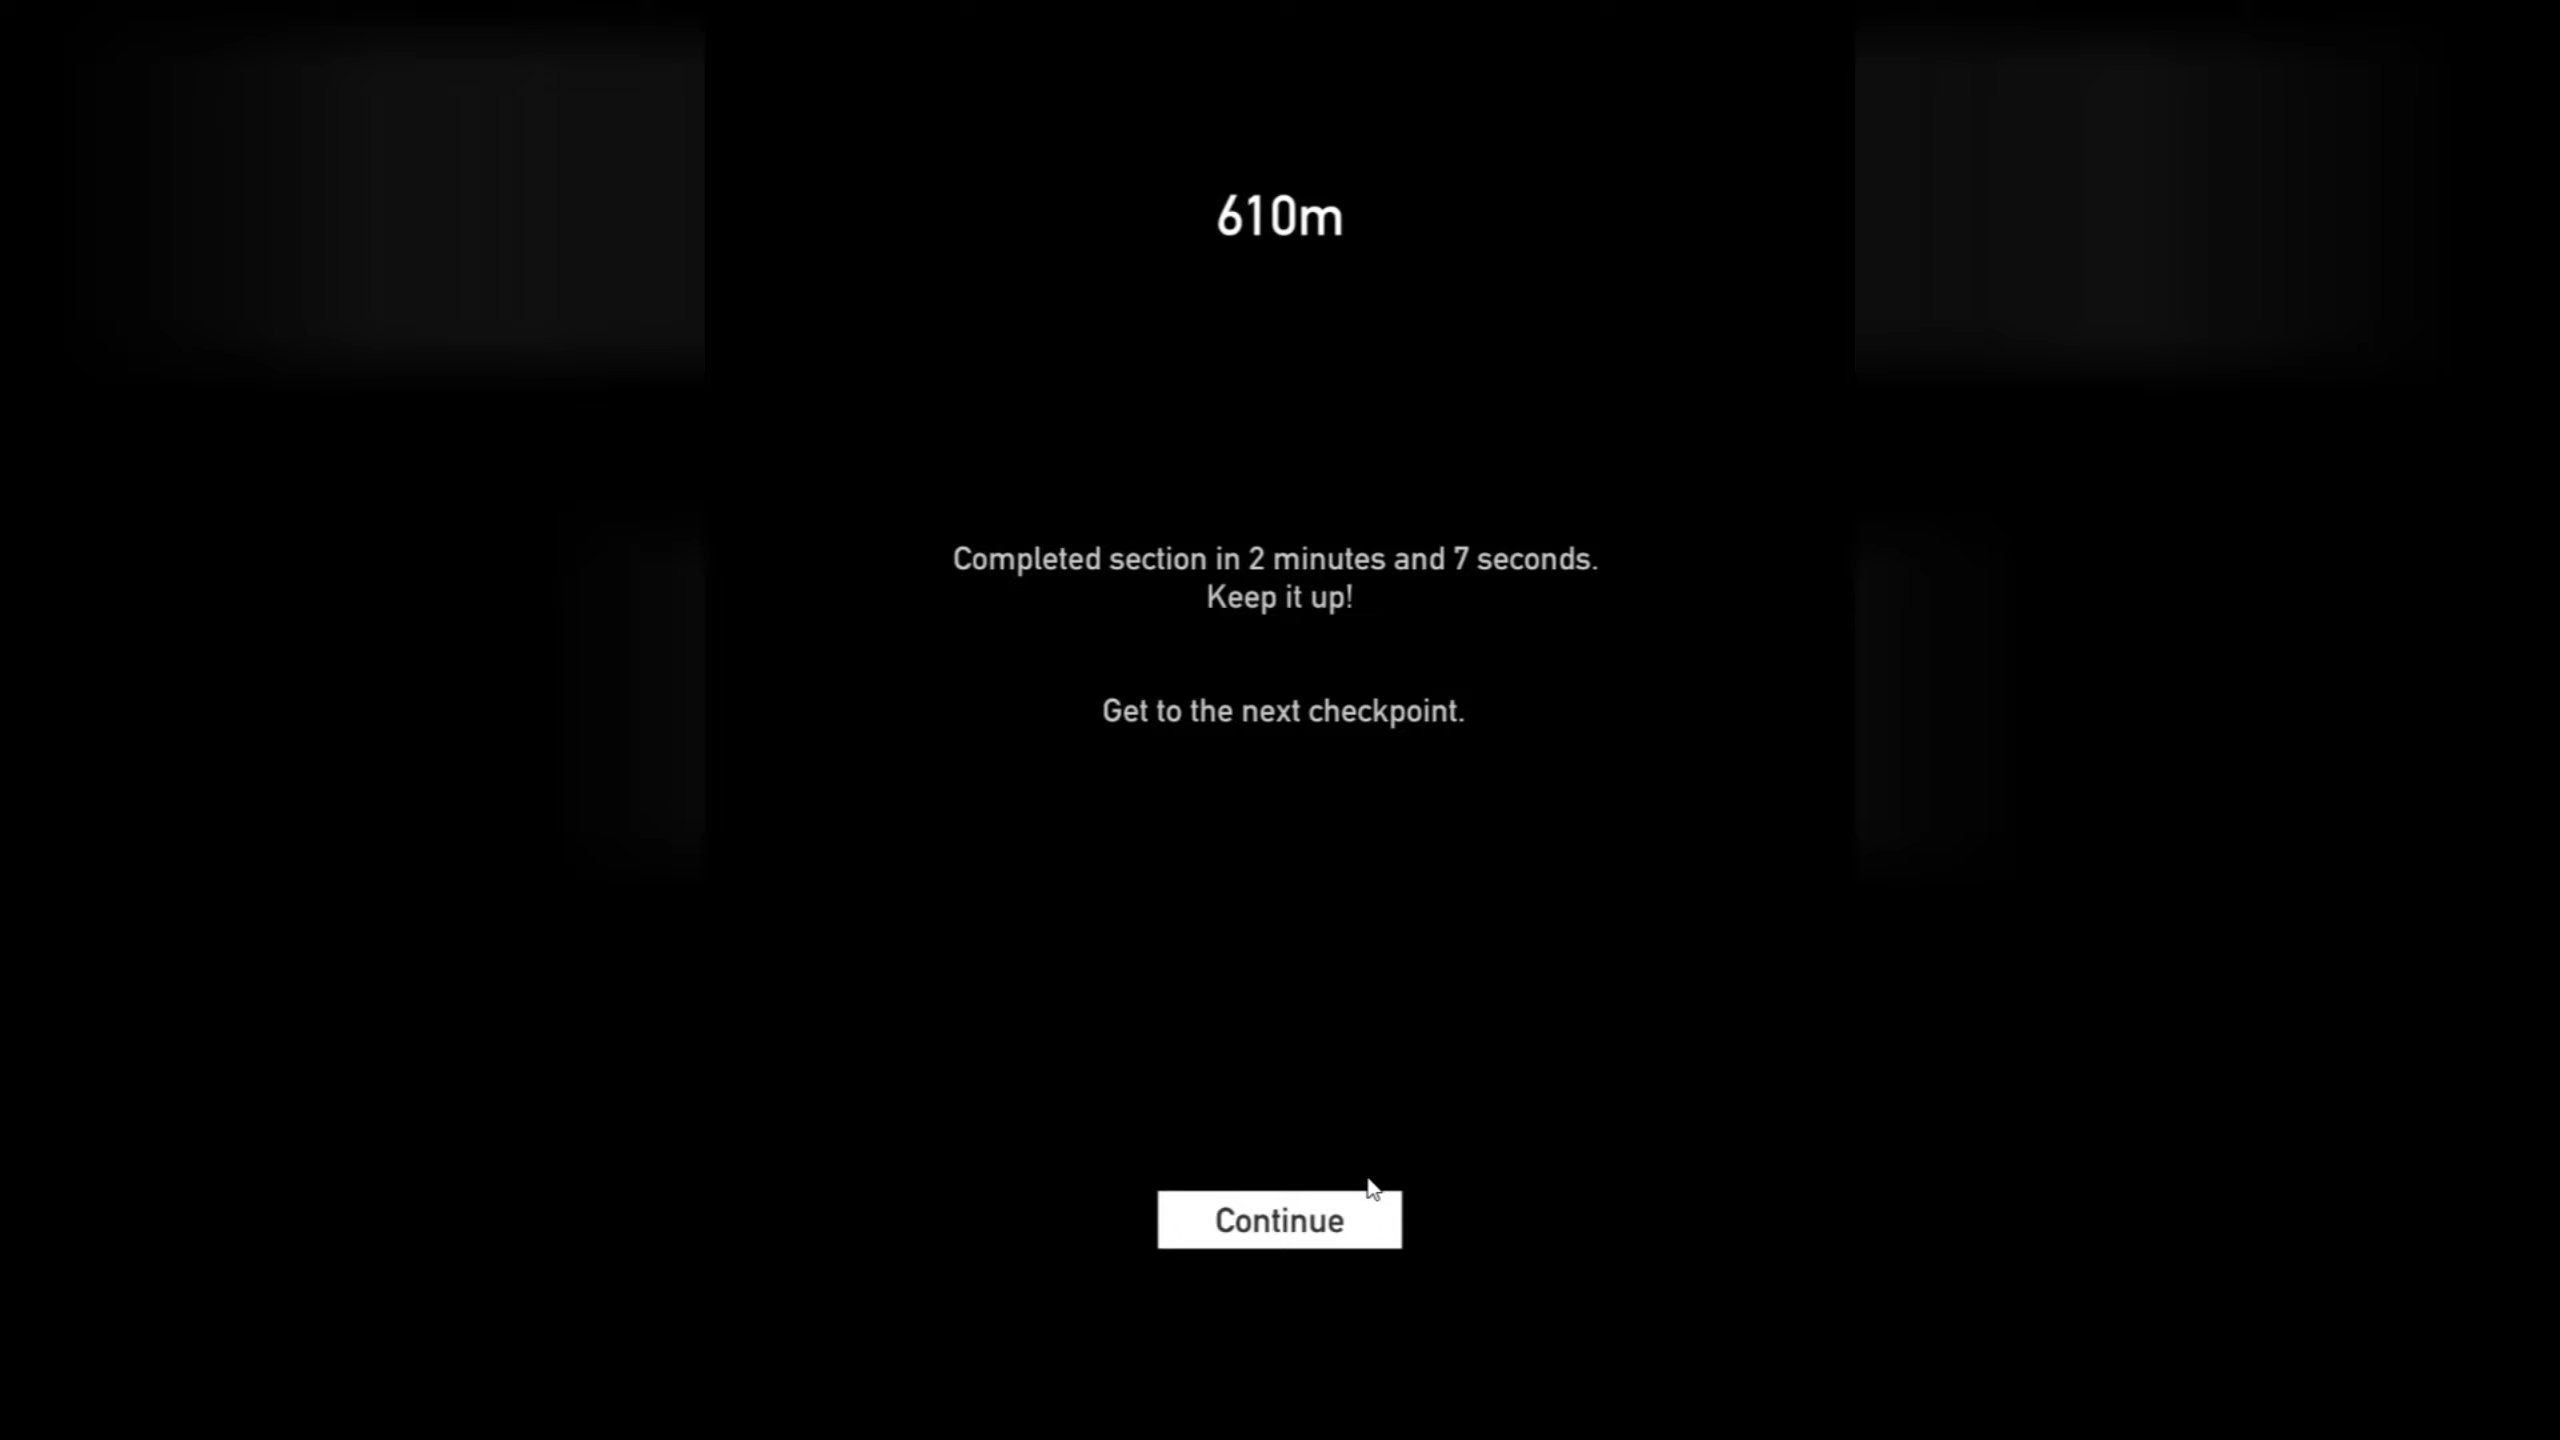 610m
Completed section in 2 minutes and 7 seconds.
Keep it up!
Get to the next checkpoint.
Continue